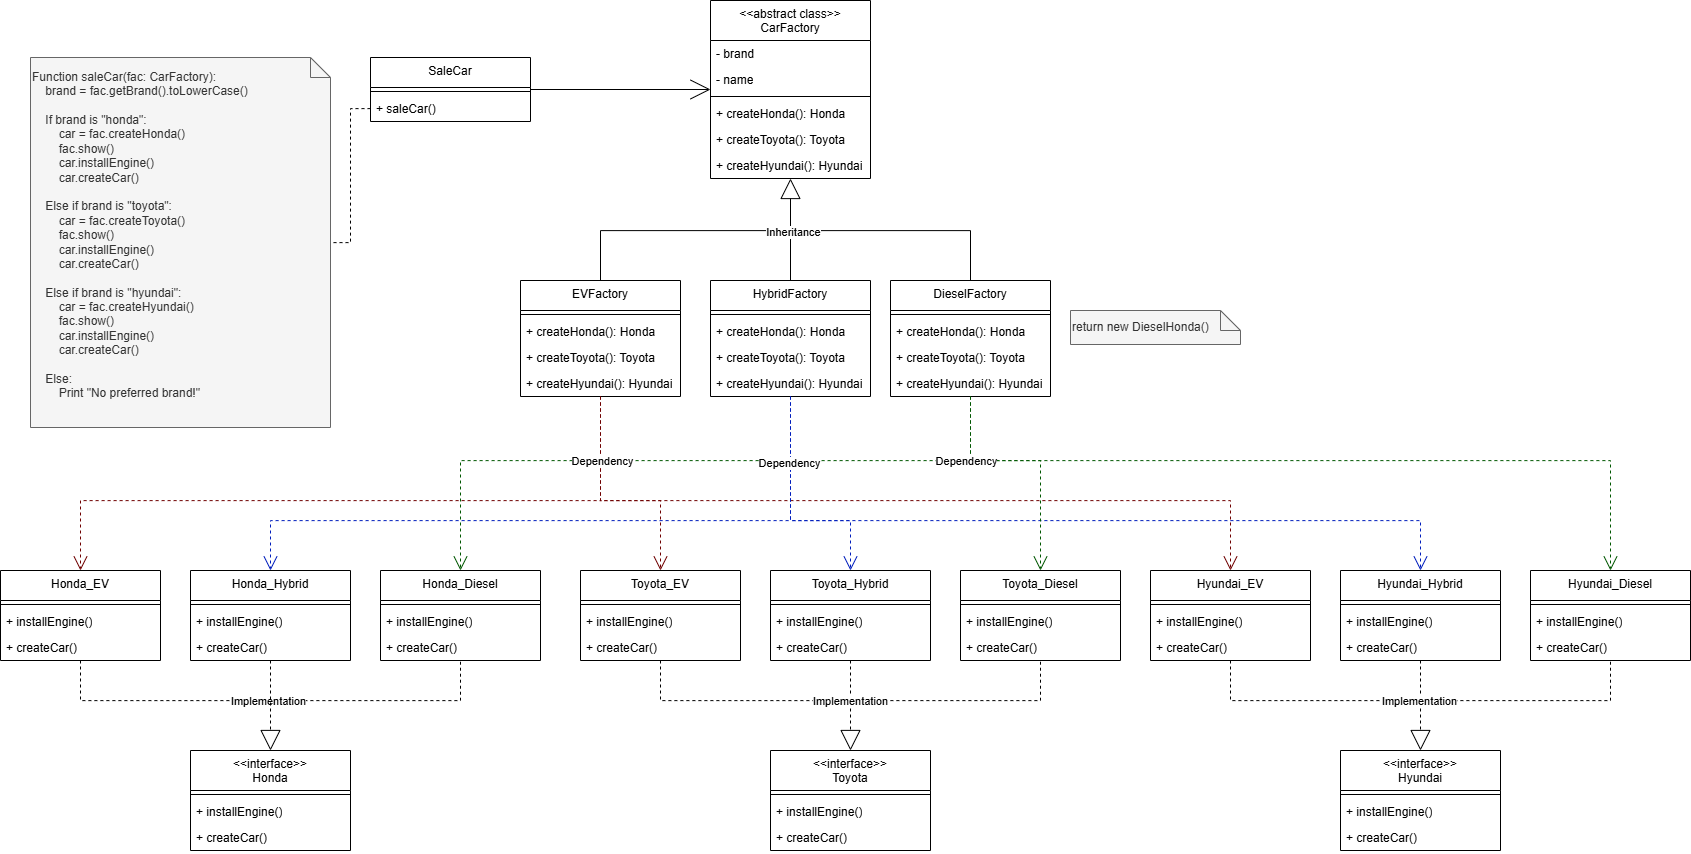 <<abstract class>>
CarFactory
- brand
- name
+ createHonda(): Honda
+ createToyota(): Toyota
+ createHyundai(): Hyundai
SaleCar
+ saleCar()
Function saleCar(fac: CarFactory):
brand = fac.getBrand().toLowerCase()
If brand is "honda":
car = fac.createHonda()
fac.show()
car.installEngine()
car.createCar()
Else if brand is "toyota":
car = fac.createToyota()
fac.show()
car.installEngine()
car.createCar()
Else if brand is "hyundai":
car = fac.createHyundai()
fac.show()
car.installEngine()
car.createCar()
Else:
Print "No preferred brand!"
Inheritance
EVFactory
+ createHonda(): Honda
+ createToyota(): Toyota
+ createHyundai(): Hyundai
HybridFactory
+ createHonda(): Honda
+ createToyota(): Toyota
+ createHyundai(): Hyundai
DieselFactory
+ createHonda(): Honda
+ createToyota(): Toyota
+ createHyundai(): Hyundai
return new DieselHonda()
Dependency
Dependency
Dependency
Honda_EV
+ installEngine()
+ createCar()
Honda_Hybrid
+ installEngine()
+ createCar()
Honda_Diesel
+ installEngine()
+ createCar()
Toyota_EV
+ installEngine()
+ createCar()
Toyota_Hybrid
+ installEngine()
+ createCar()
Toyota_Diesel
+ installEngine()
+ createCar()
Hyundai_EV
+ installEngine()
+ createCar()
Hyundai_Hybrid
+ installEngine()
+ createCar()
Hyundai_Diesel
+ installEngine()
+ createCar()
Implementation
Implementation
Implementation
<<interface>>
Honda
+ installEngine()
+ createCar()
<<interface>>
Toyota
+ installEngine()
+ createCar()
<<interface>>
Hyundai
+ installEngine()
+ createCar()